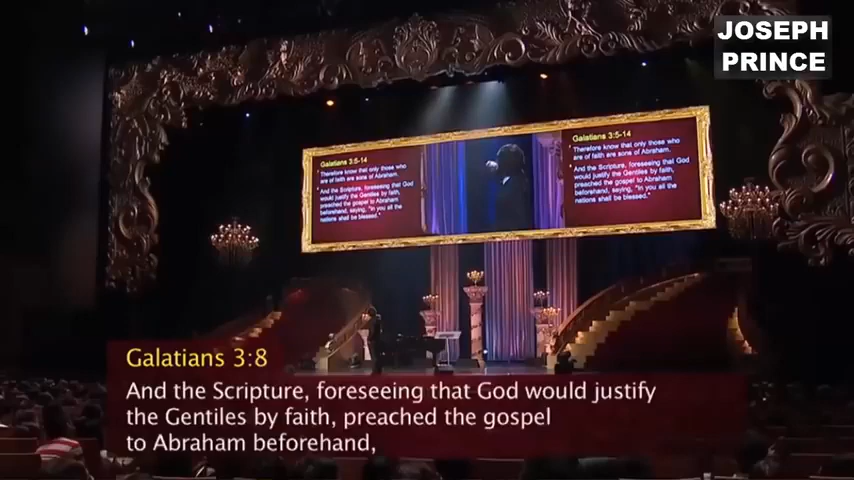 JOSEPH
PRINCE
Galatians 3:5-14
Therefore know that only those who
are of faith are sons of Abraham.
And the Scripture, foreseeing that God
would justify the Gentiles by faith,
preached the gospel to Abraham
beforehand, saying, "In you all the
nations shall be blessed."
Galatians 3:5-14
Therefore know that only those who
are of faith are sons of Abraham.
And the Scripture, foreseeing that God
would justify the Gentiles by faith,
preached the gospel to Abraham
beforehand, saying, "In you all the
nations shall be blessed."
Galatians 3:8
And the Scripture, foreseeing that God would justify
the Gentiles by faith, preached the gospel
to Abraham beforehand,